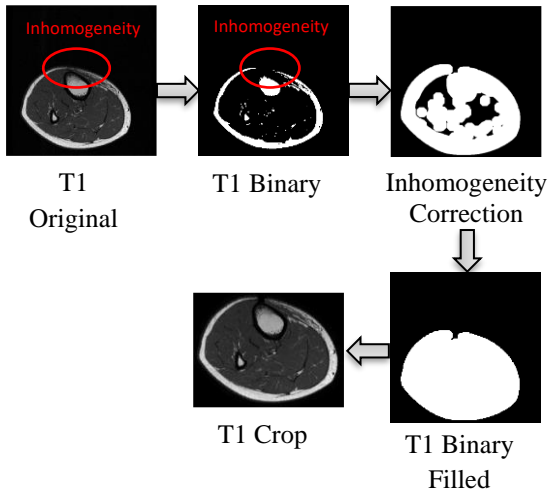 Inhomogeneity
Inhomogeneity
T1
Original
T1 Binary
Inhomogeneity
Correction
T1 Crop
T1 Binary
Filled